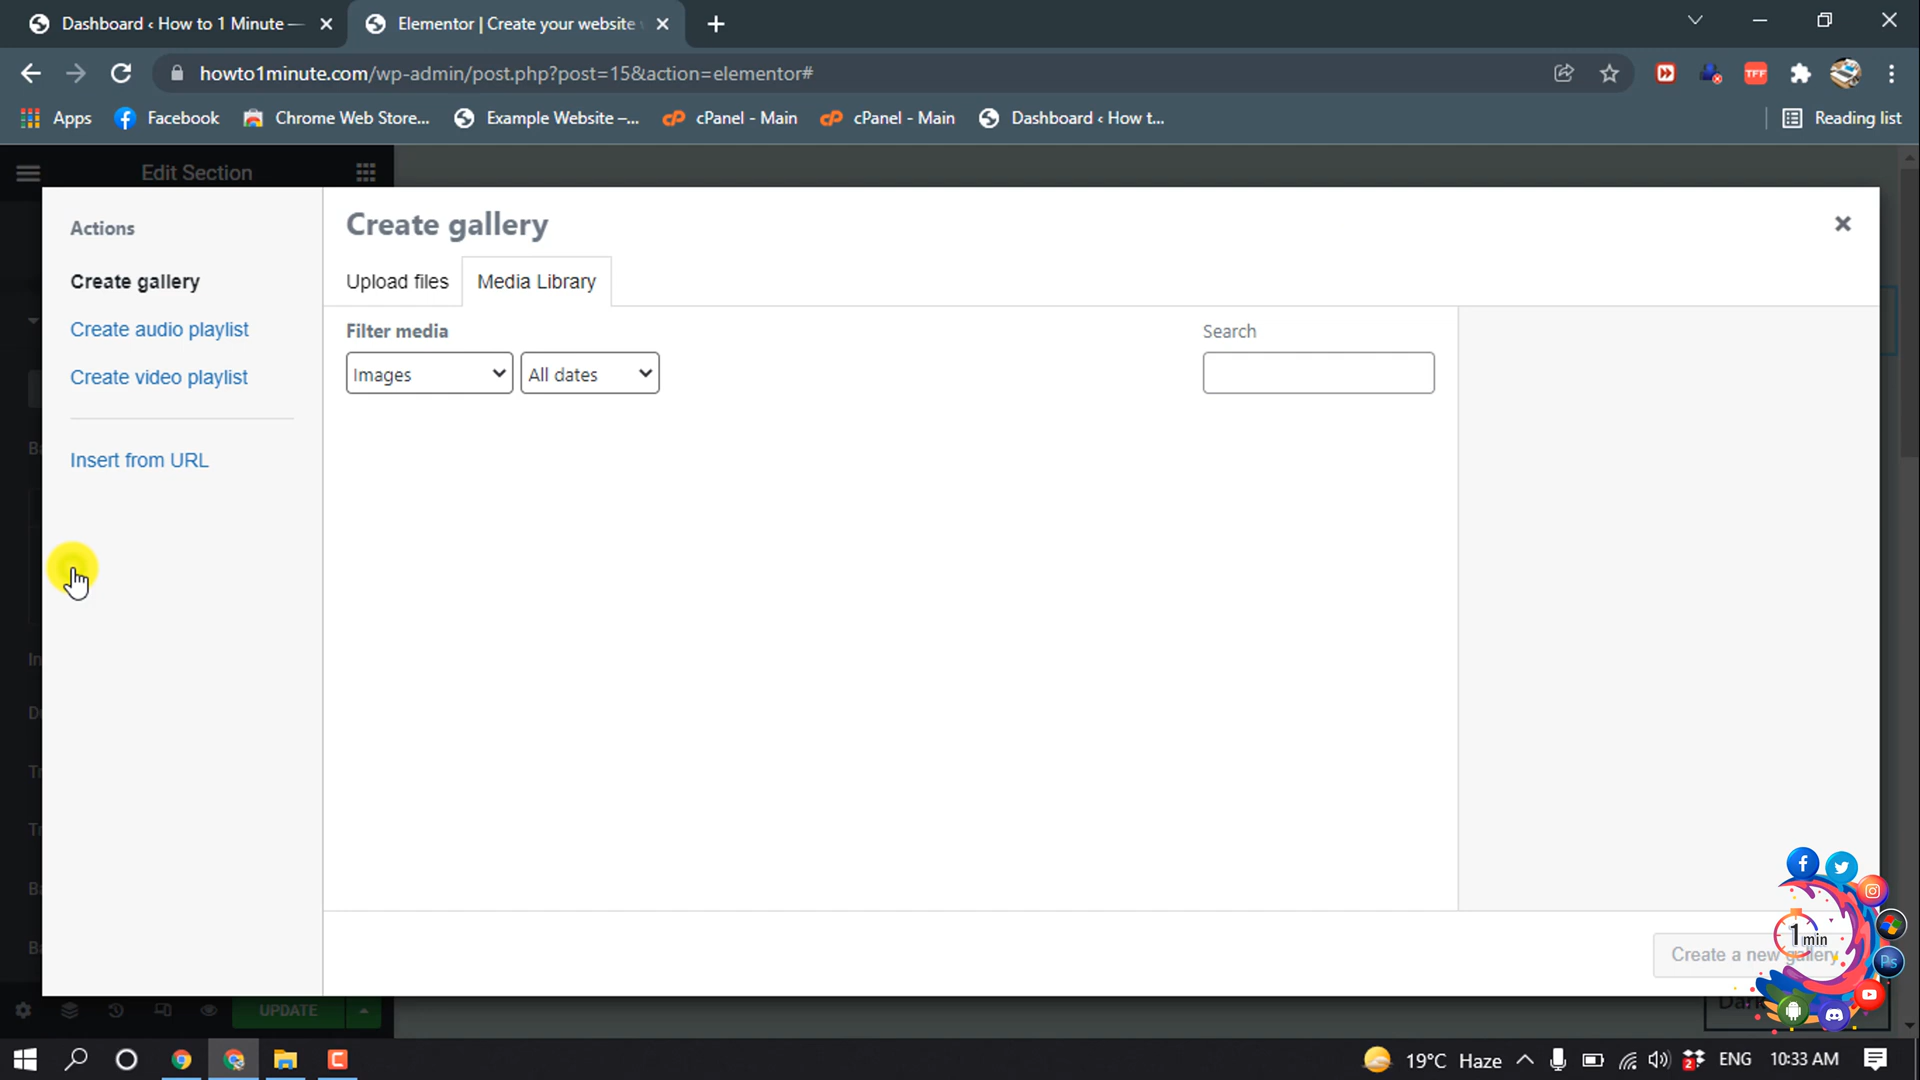 Dashboard ‹ How to 1 Minute —
Elementor | Create your website
howto1minute.com/wp-admin/post.php?post=15&action=elementor#
TFF
Apps
Facebook
Chrome Web Store...
Example Website –...
cPanel - Main
cPanel - Main
Dashboard ‹ How t...
Reading list
Edit Section
Actions
Create gallery
Create audio playlist
Create video playlist
Insert from URL
Create gallery
Upload files
Media Library
Filter media
Images
All dates
Search
Create a new gallery
1 min
Ps
UPDATE
19°C Haze
2
ENG
10:33 AM